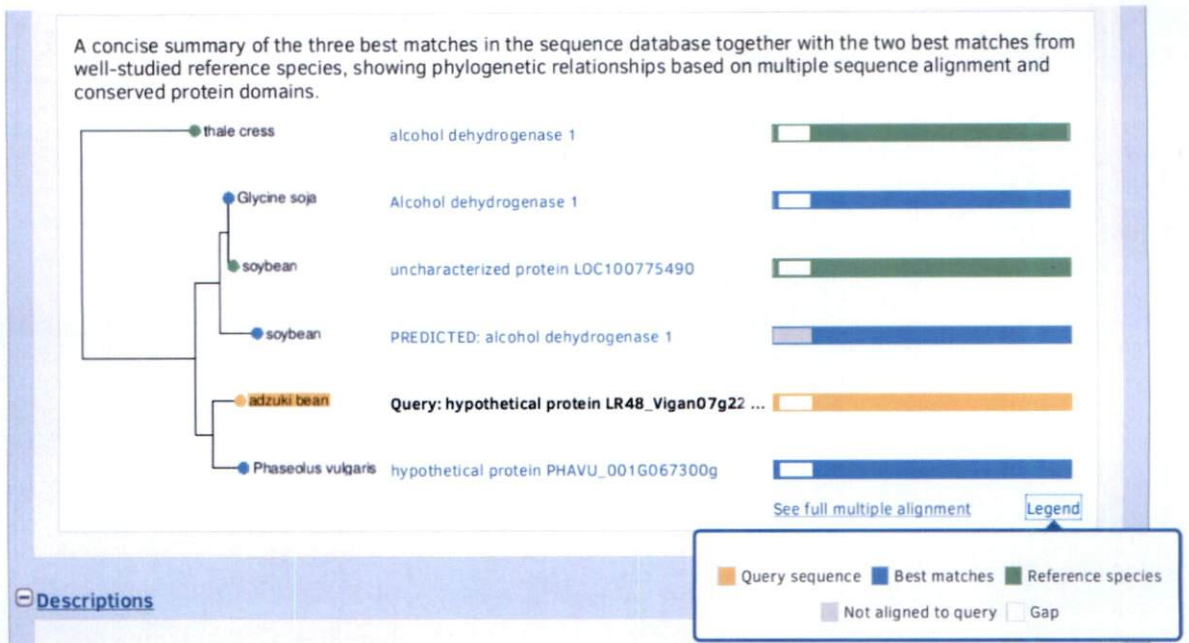 A concise summary of the three best matches in the sequence database together with the two best matches from
well-studied reference species, showing phylogenetic relationships based on multiple sequence alignment and
conserved protein domains.
thale cress alcohol dehydrogenase 1
Glycine soja Alcohol dehydrogenase 1
soybean uncharacterized protein LOC100775490
soybean PREDICTED: alcohol dehydrogenase 1
adzuki bean Query: hypothetical protein LR48_Vigan07g22 ...
Phaseolus vulgaris hypothetical protein PHAVU_001G067300g
See full multiple alignment Legend
Query sequence Best matches Reference species
Not aligned to query Gap
Descriptions